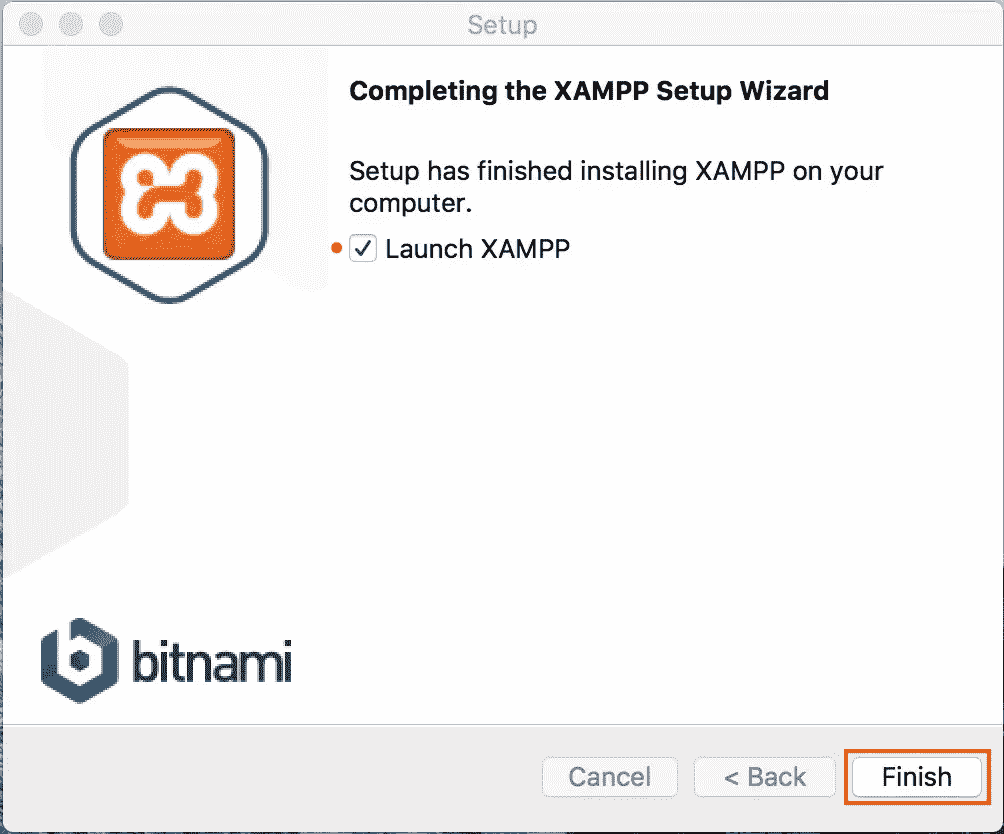 Setup
Completing the XAMPP Setup Wizard
Setup has finished installing XAMPP on your
computer.
Launch XAMPP
bitnami
Cancel
< Back
Finish